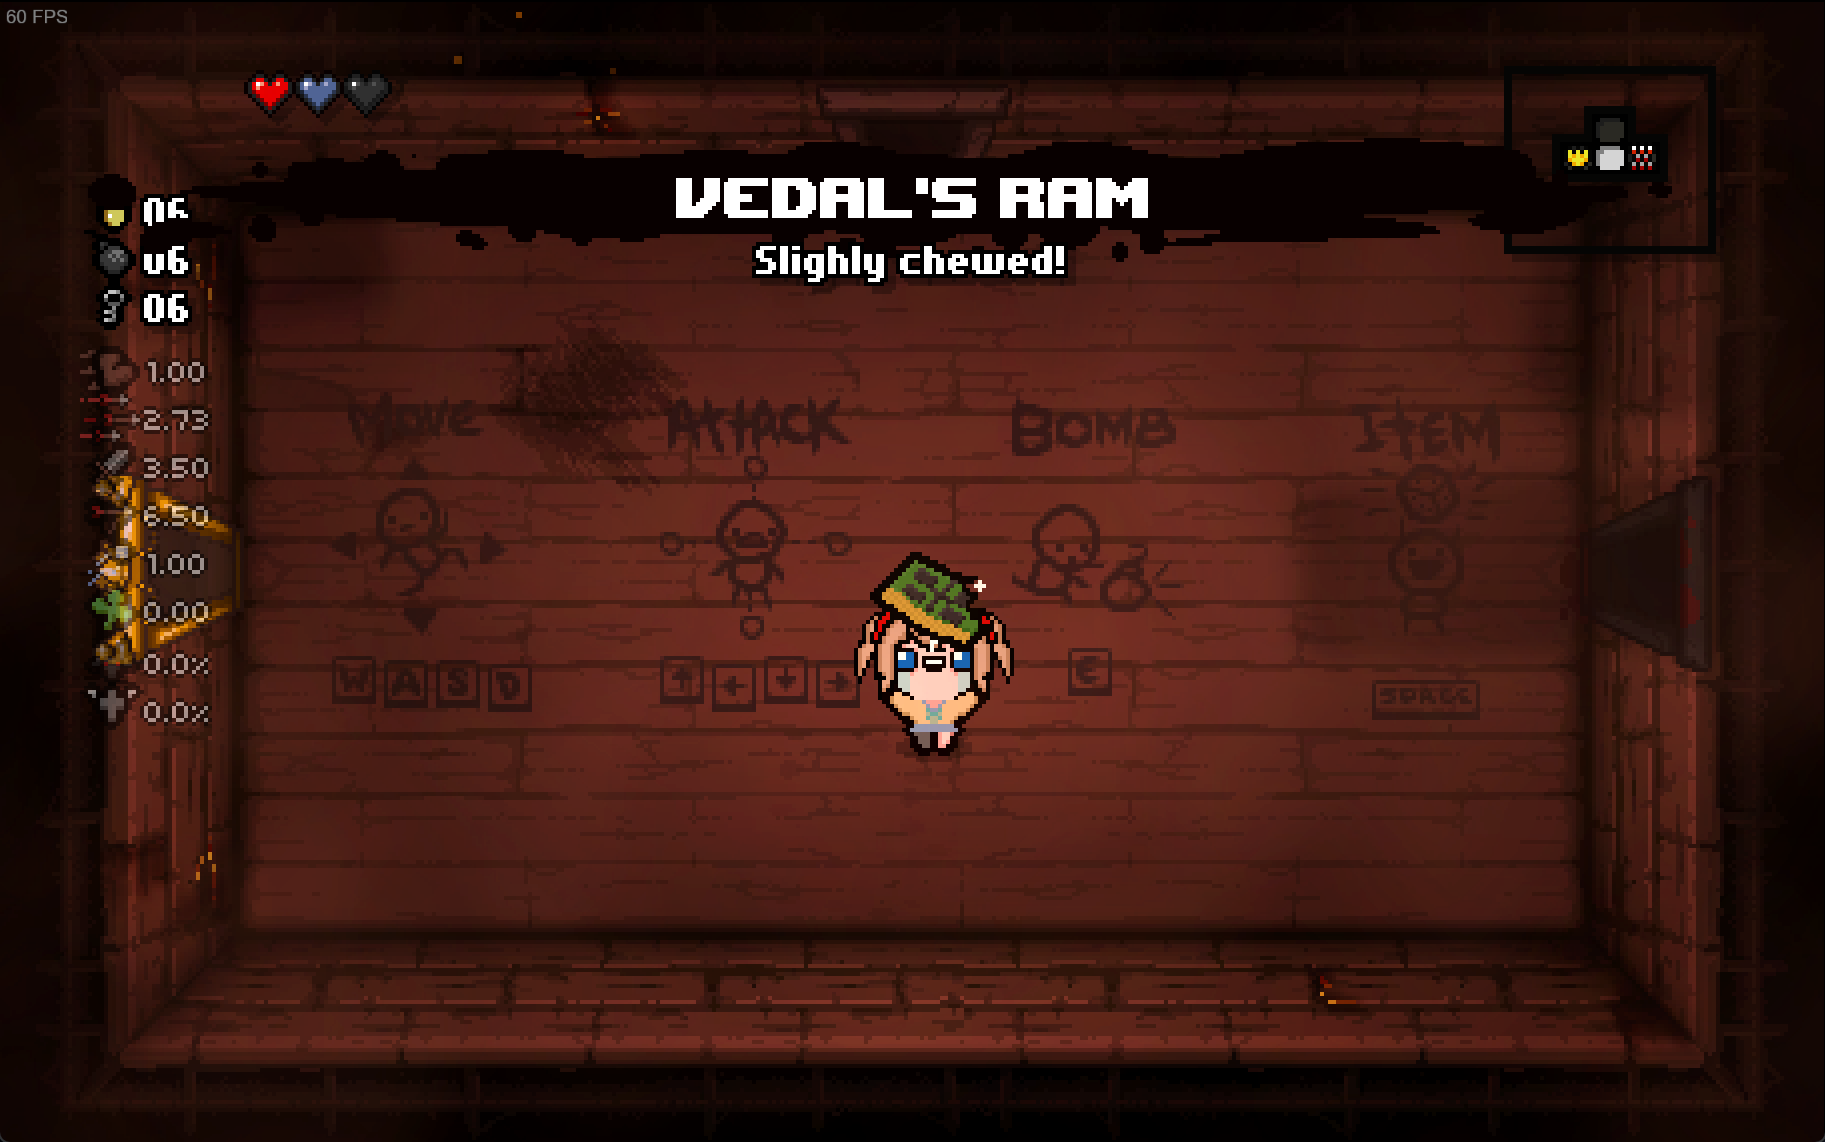 60 FPS
VEDAL'S RAM
Slighly chewed!
06
06
1.00
2.73
3.50
6.50
1.00
0.00
0.0%
0.0%
Move
Attack
Bomb
Item
W A S D
↑ ← ↓ →
E
SPACE